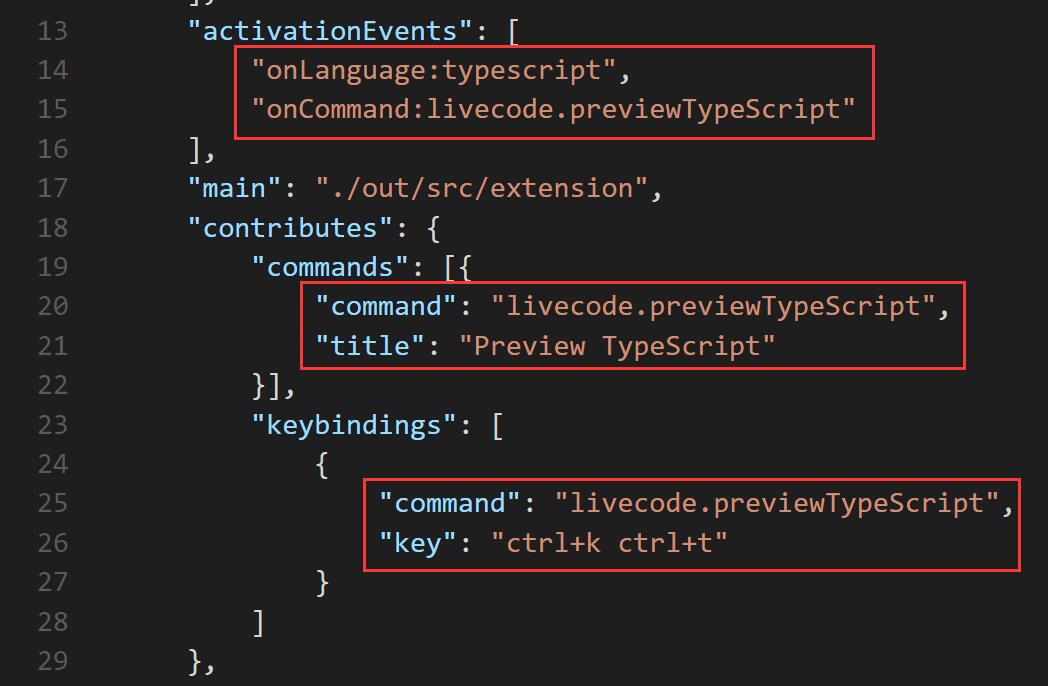 ],
13 "activationEvents": [
14 "onLanguage:typescript",
15 "onCommand:livecode.previewTypeScript"
16 ],
17 "main": "./out/src/extension",
18 "contributes": {
19 "commands": [{
20 "command": "livecode.previewTypeScript",
21 "title": "Preview TypeScript"
22 }],
23 "keybindings": [
24 {
25 "command": "livecode.previewTypeScript",
26 "key": "ctrl+k ctrl+t"
27 }
28 ]
29 },